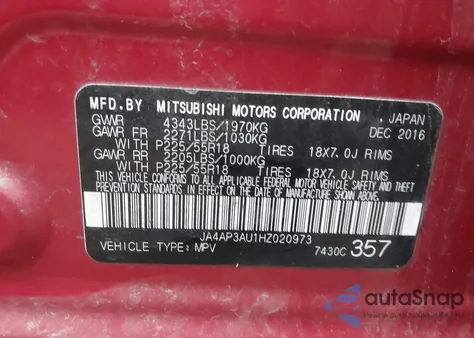 MFD.BY MITSUBISHI MOTORS CORPORATION . JAPAN
GVWR 4343LBS/1970KG DEC 2016
GAWR FR 2271LBS/1030KG
WITH P225/55R18 TIRES 18X7.0J RIMS
GAWR RR 2205LBS/1000KG
WITH P225/55R18 TIRES 18X7.0J RIMS
THIS VEHICLE CONFORMS TO ALL APPLICABLE FEDERAL MOTOR VEHICLE SAFETY AND THEFT
PREVENTION STANDARDS IN EFFECT ON THE DATE OF MANUFACTURE SHOWN ABOVE.
JA4AP3AU1HZ020973
VEHICLE TYPE: MPV 7430C 357
autoSnap